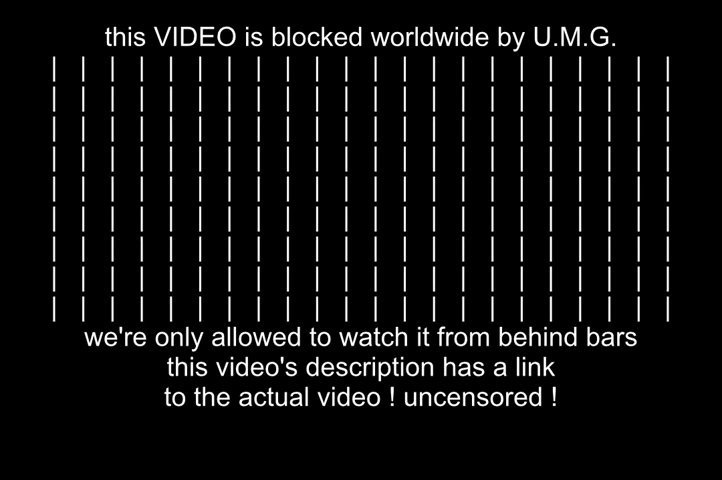 this VIDEO is blocked worldwide by U.M.G.
| | | | | | | | | | | | | | | | | | | | | |
| | | | | | | | | | | | | | | | | | | | | |
| | | | | | | | | | | | | | | | | | | | | |
| | | | | | | | | | | | | | | | | | | | | |
| | | | | | | | | | | | | | | | | | | | | |
| | | | | | | | | | | | | | | | | | | | | |
| | | | | | | | | | | | | | | | | | | | | |
| | | | | | | | | | | | | | | | | | | | | |
| | | | | | | | | | | | | | | | | | | | | |
we're only allowed to watch it from behind bars
this video's description has a link
to the actual video ! uncensored !